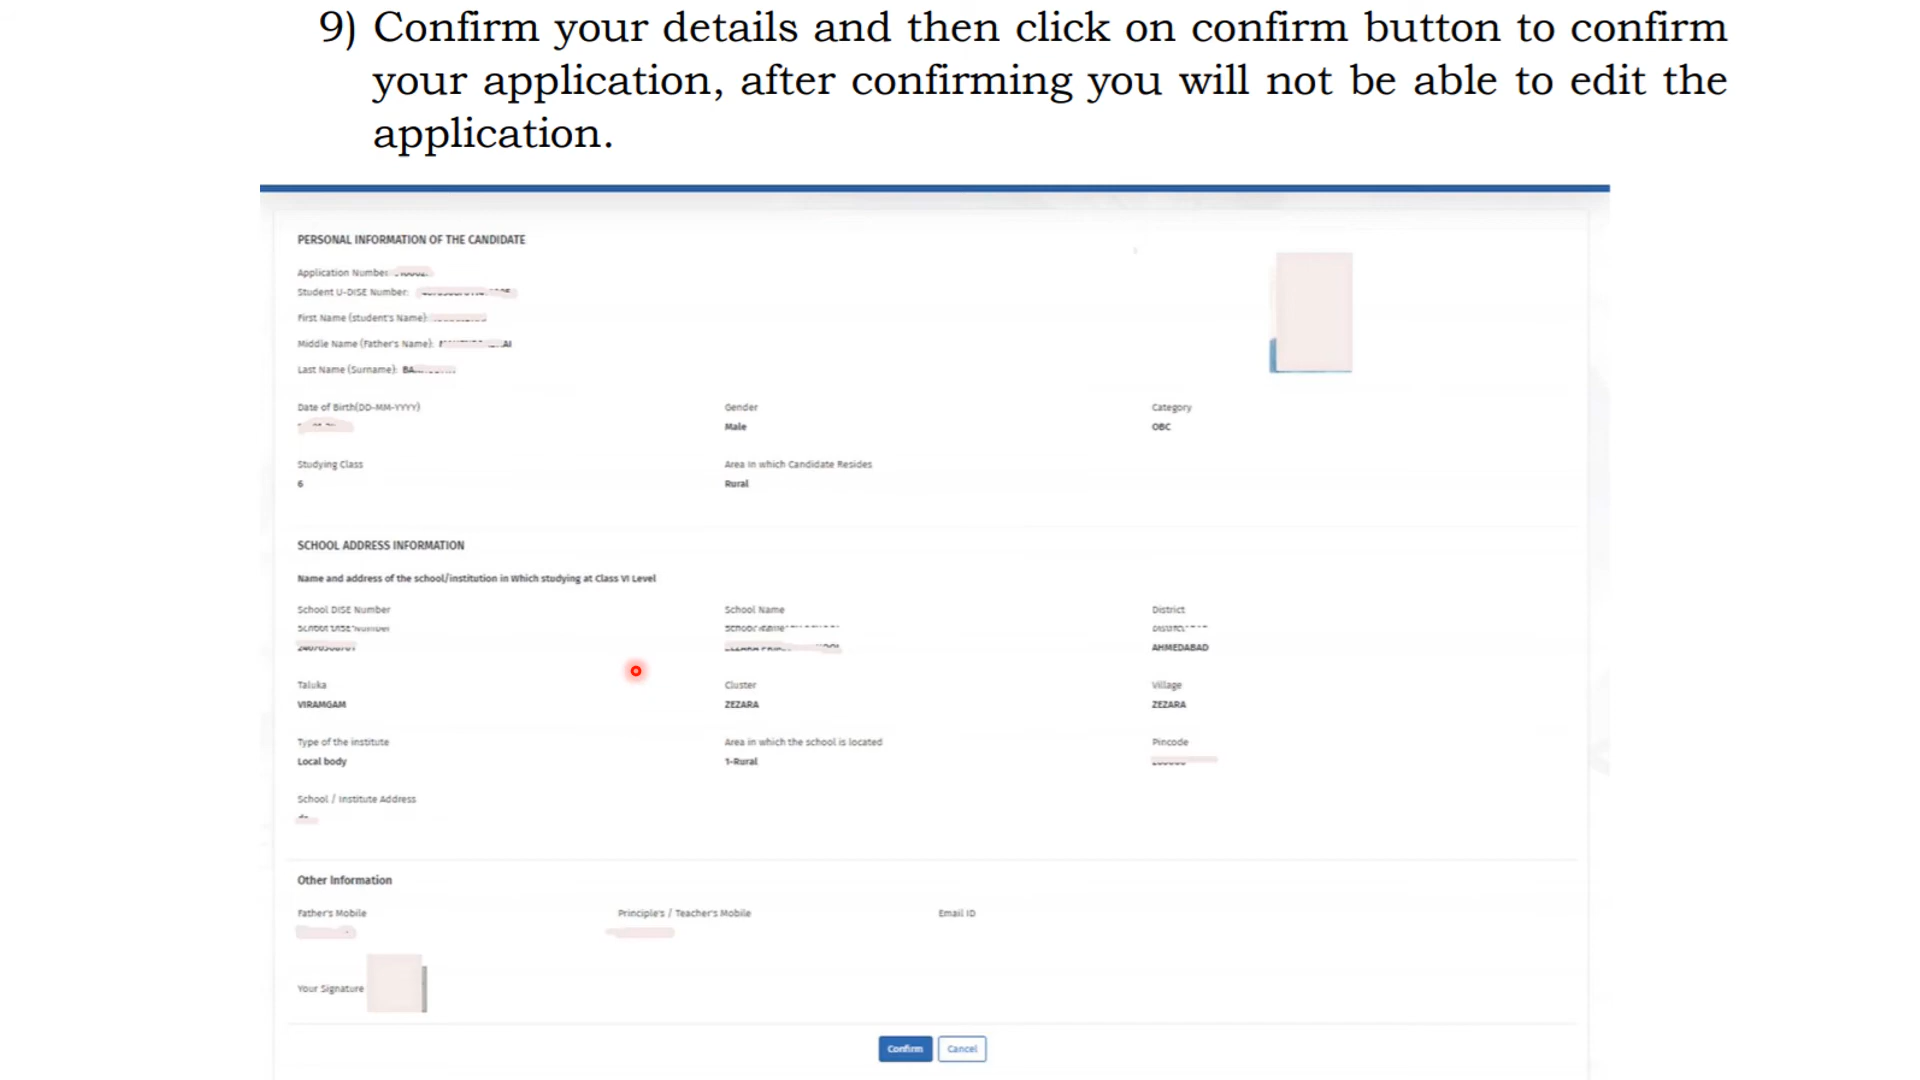 9) Confirm your details and then click on confirm button to confirm
your application, after confirming you will not be able to edit the
application.
PERSONAL INFORMATION OF THE CANDIDATE
Application Number
Student U-DISE Number:
First Name (student's Name):
Middle Name (Father's Name):
Last Name (Surname):
Date of Birth(DD-MM-YYYY) Gender Category
Male OBC
Studying Class Area in which Candidate Resides
6 Rural
SCHOOL ADDRESS INFORMATION
Name and address of the school/institution in Which studying at Class VI Level
School DISE Number School Name District
School DISE Number School Name District
AHMEDABAD
Taluka Cluster Village
VIRAMGAM ZEZARA ZEZARA
Type of the institute Area in which the school is located Pincode
Local body 1-Rural
School / Institute Address
Other Information
Father's Mobile Principle's / Teacher's Mobile Email ID
Your Signature
Confirm Cancel